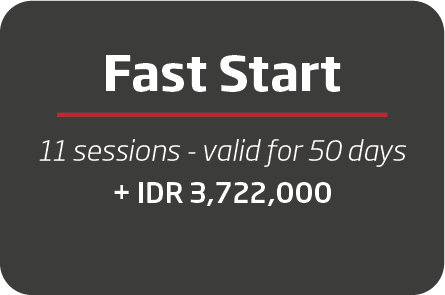 Fast Start
11 sessions - valid for 50 days
+ IDR 3,722,000